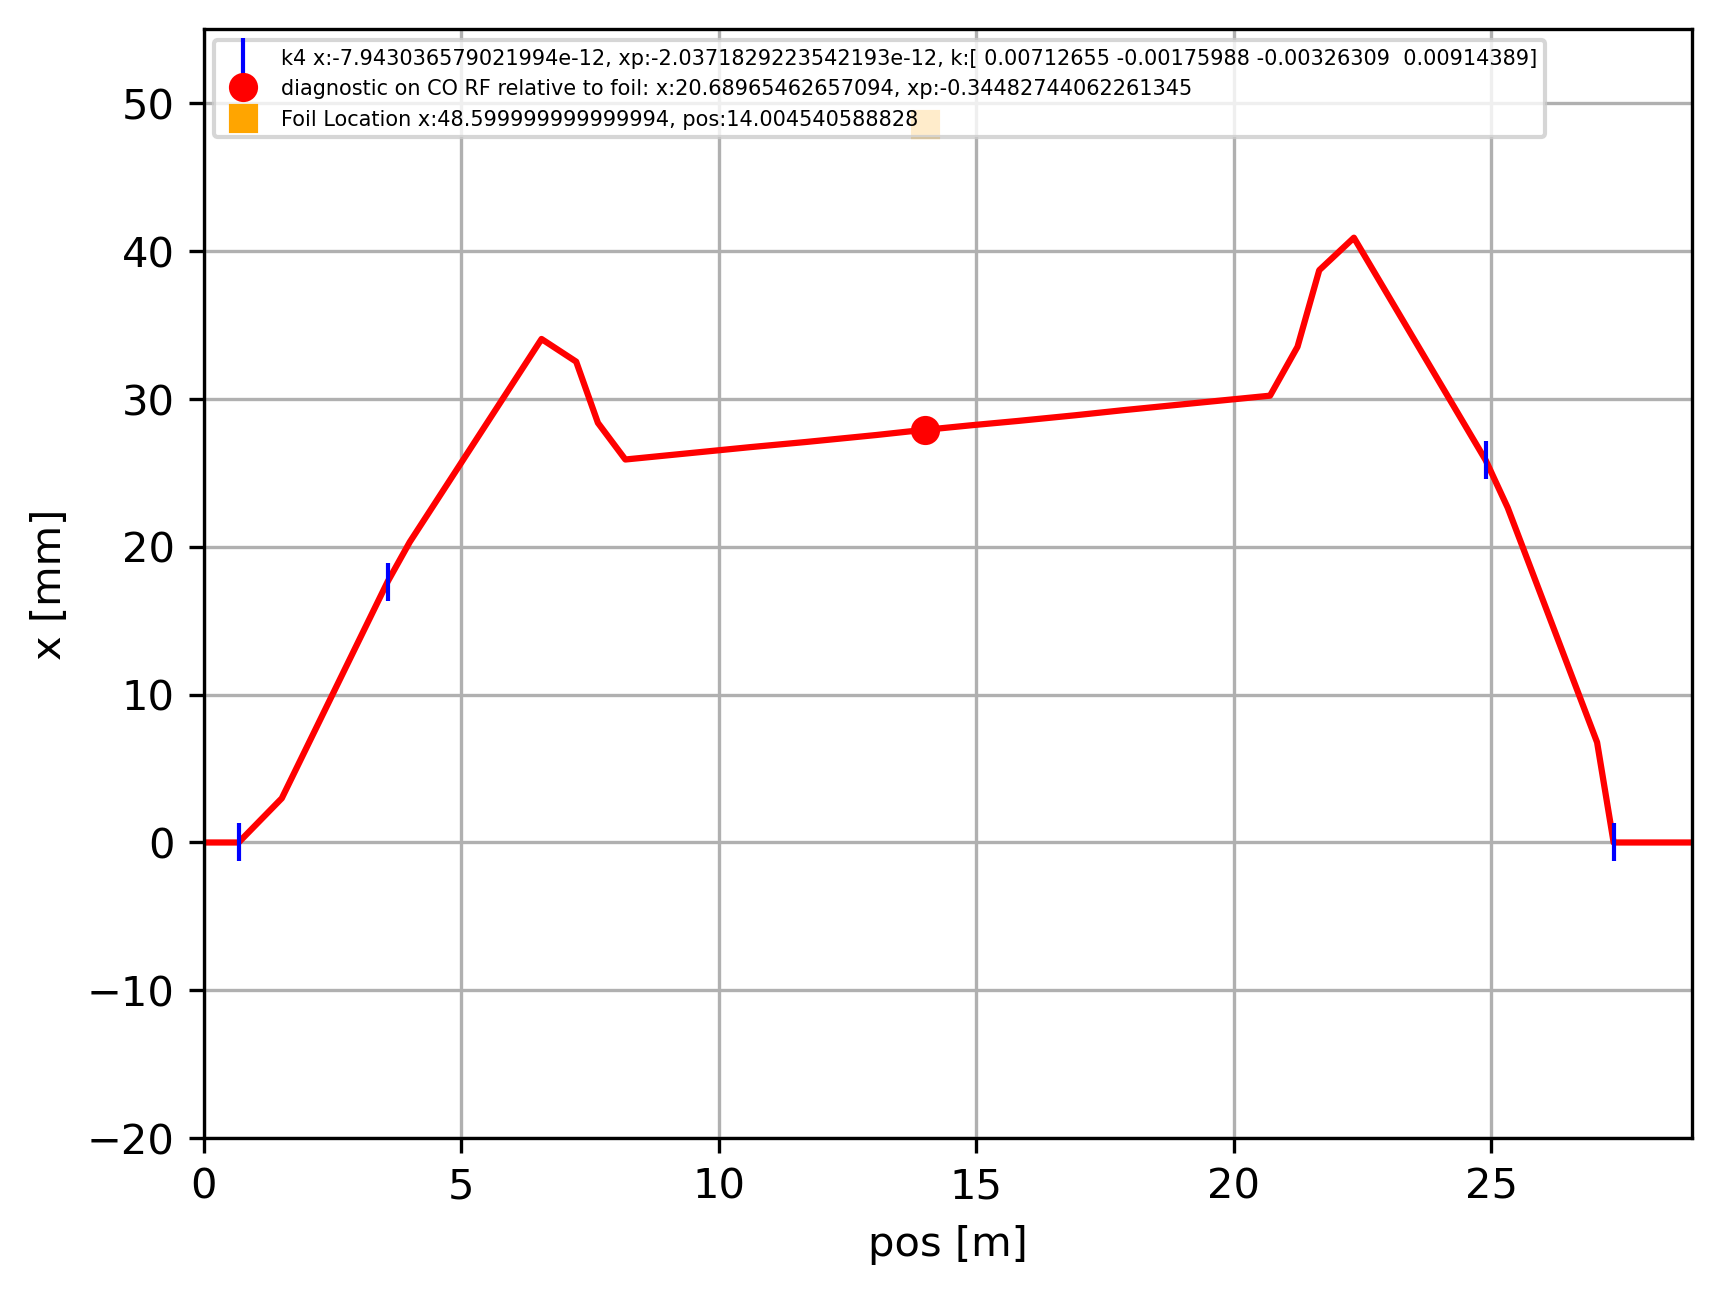 k4 x:-7.943036579021994e-12, xp:-2.0371829223542193e-12, k:[ 0.00712655 -0.00175988 -0.00326309  0.00914389]
diagnostic on CO RF relative to foil: x:20.68965462657094, xp:-0.34482744062261345
Foil Location x:48.599999999999994, pos:14.004540588828
50
40
30
20
10
0
−10
−20
x [mm]
0 5 10 15 20 25
pos [m]